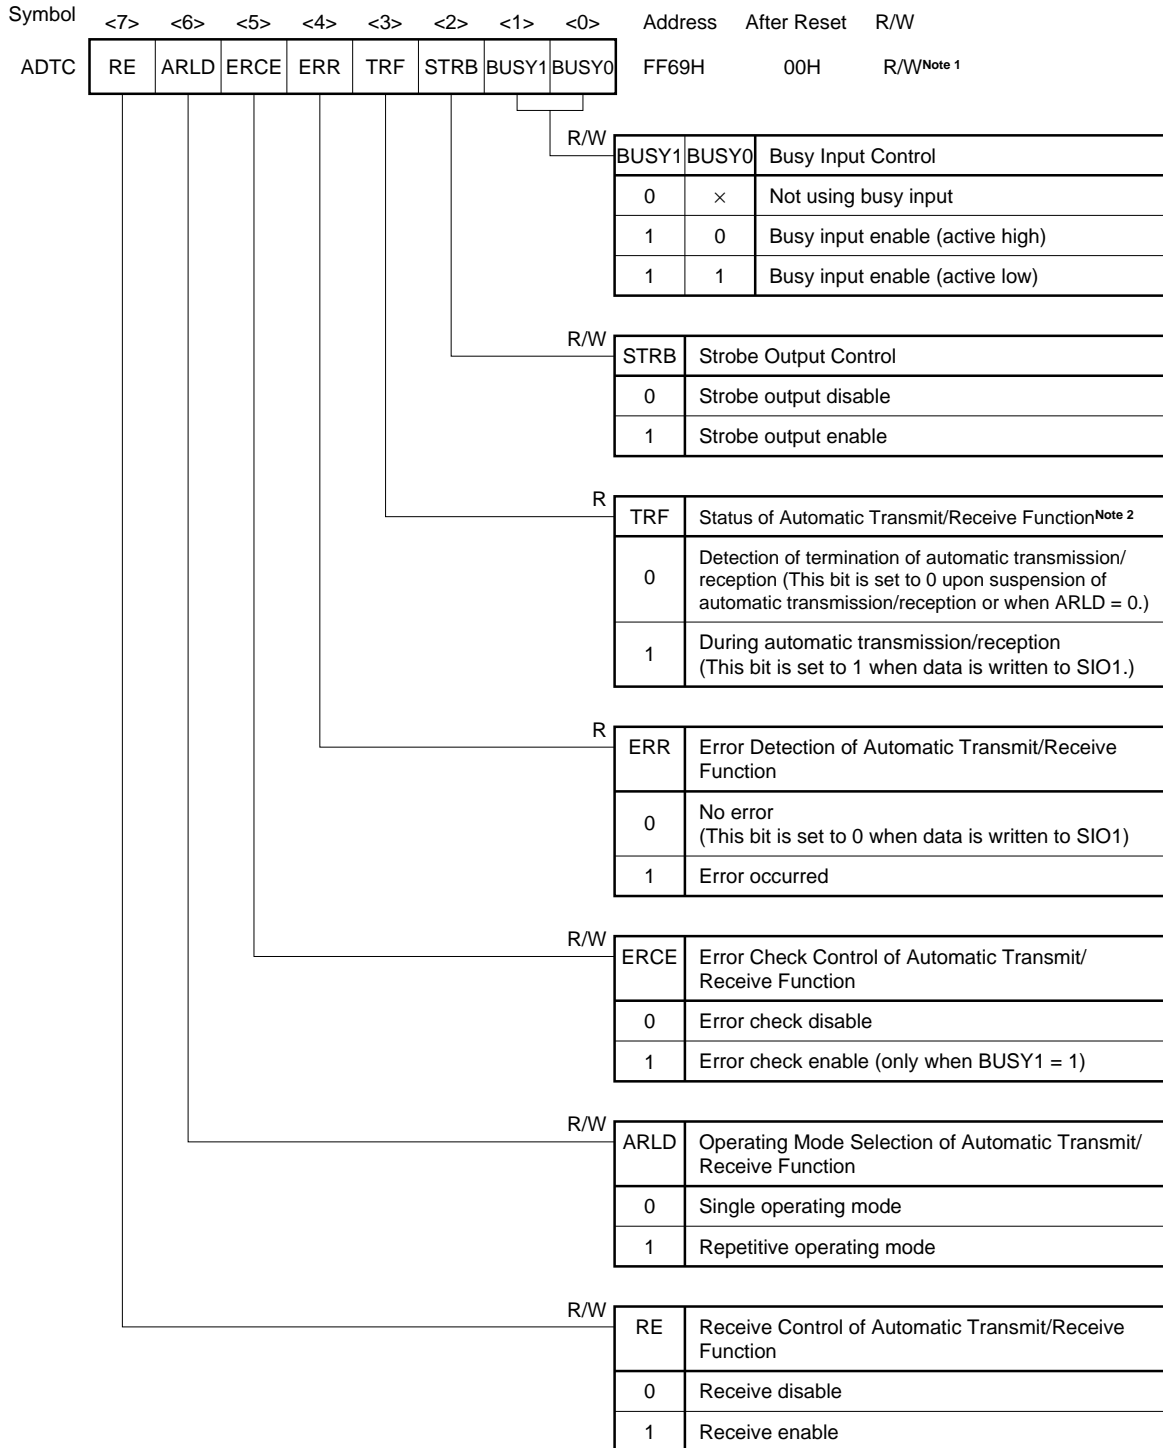 Symbol <7> <6> <5> <4> <3> <2> <1> <0> Address After Reset R/W
ADTC RE ARLD ERCE ERR TRF STRB BUSY1 BUSY0 FF69H 00H R/W Note 1
R/W
BUSY1 BUSY0 Busy Input Control
0 × Not using busy input
1 0 Busy input enable (active high)
1 1 Busy input enable (active low)
R/W
STRB Strobe Output Control
0 Strobe output disable
1 Strobe output enable
R
TRF Status of Automatic Transmit/Receive Function Note 2
Detection of termination of automatic transmission/
0 reception (This bit is set to 0 upon suspension of
automatic transmission/reception or when ARLD = 0.)
1 During automatic transmission/reception
(This bit is set to 1 when data is written to SIO1.)
R
ERR Error Detection of Automatic Transmit/Receive
Function
0 No error
(This bit is set to 0 when data is written to SIO1)
1 Error occurred
R/W
ERCE Error Check Control of Automatic Transmit/
Receive Function
0 Error check disable
1 Error check enable (only when BUSY1 = 1)
R/W
ARLD Operating Mode Selection of Automatic Transmit/
Receive Function
0 Single operating mode
1 Repetitive operating mode
R/W
RE Receive Control of Automatic Transmit/Receive
Function
0 Receive disable
1 Receive enable